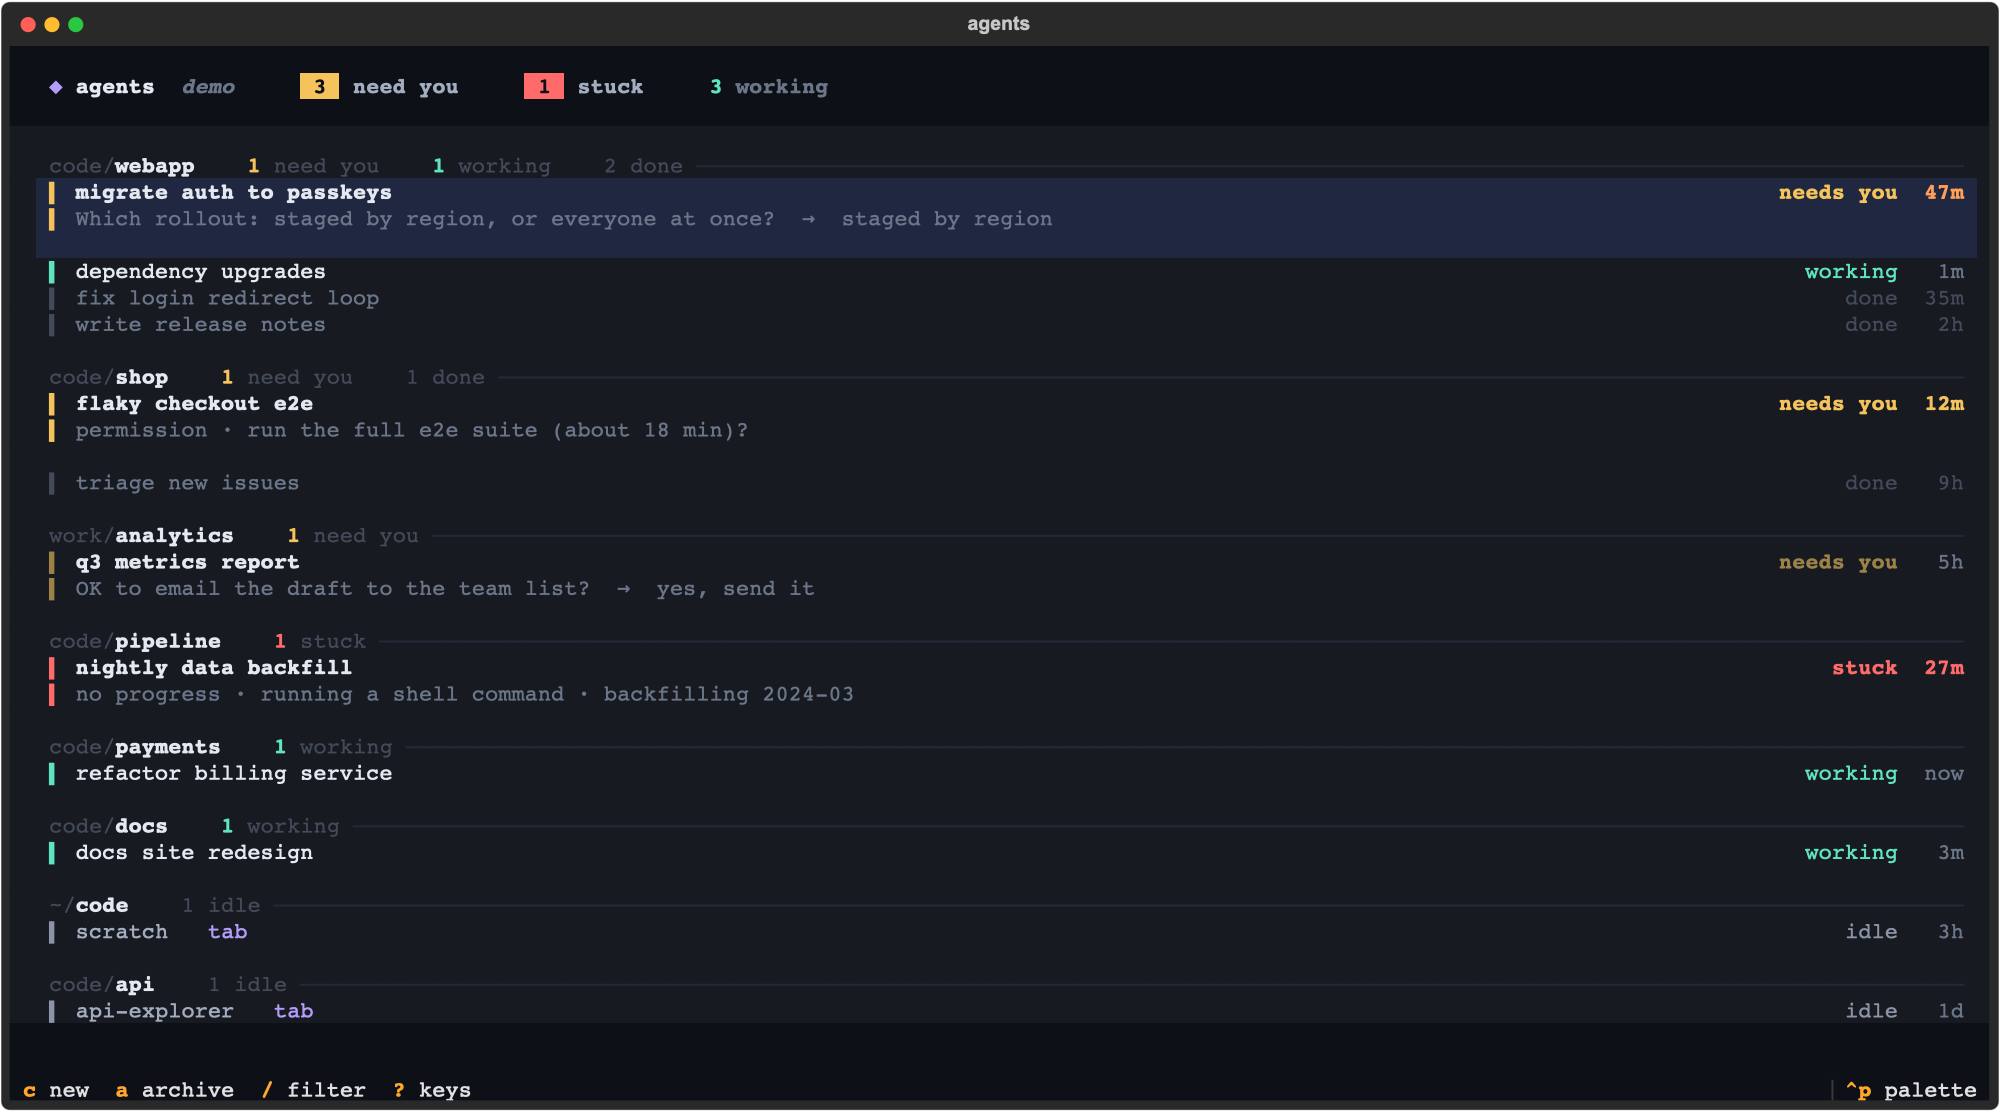 agents
◆ agents demo 3 need you 1 stuck 3 working
code/webapp 1 need you 1 working 2 done
migrate auth to passkeys needs you 47m
Which rollout: staged by region, or everyone at once? → staged by region
dependency upgrades working 1m
fix login redirect loop done 35m
write release notes done 2h
code/shop 1 need you 1 done
flaky checkout e2e needs you 12m
permission · run the full e2e suite (about 18 min)?
triage new issues done 9h
work/analytics 1 need you
q3 metrics report needs you 5h
OK to email the draft to the team list? → yes, send it
code/pipeline 1 stuck
nightly data backfill stuck 27m
no progress · running a shell command · backfilling 2024-03
code/payments 1 working
refactor billing service working now
code/docs 1 working
docs site redesign working 3m
~/code 1 idle
scratch tab idle 3h
code/api 1 idle
api-explorer tab idle 1d
c new a archive / filter ? keys ^p palette